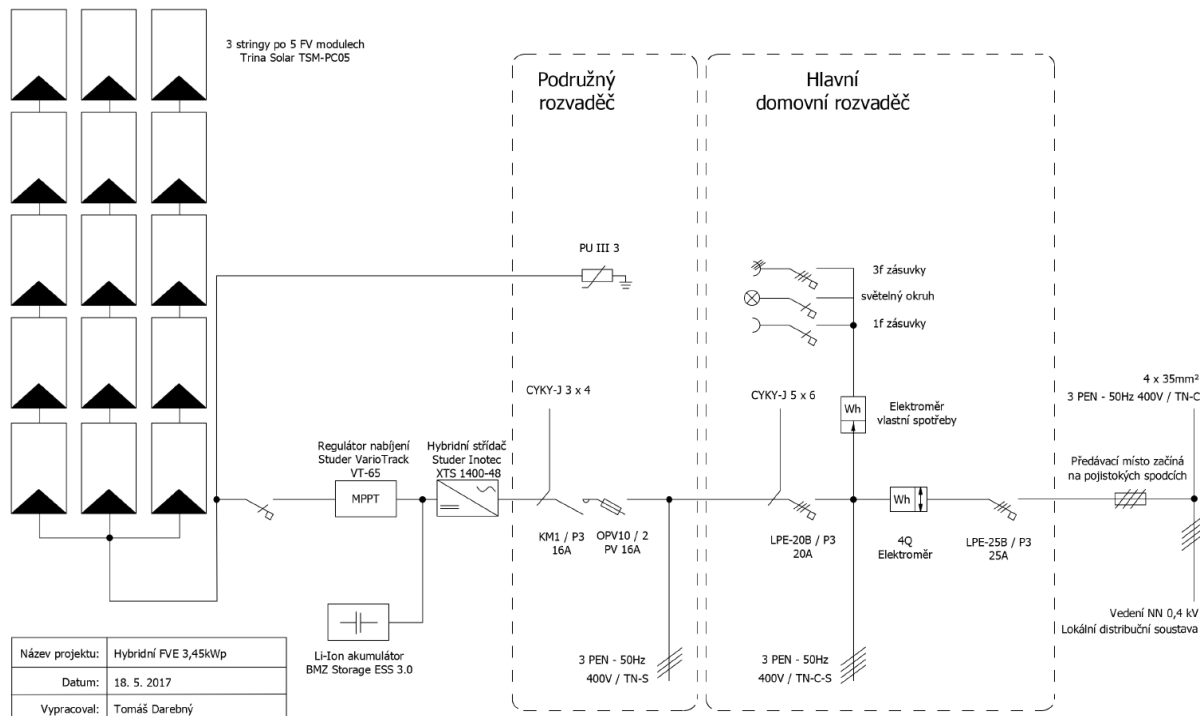 3 stringy po 5 FV modulech
Trina Solar TSM-PC05
Podružný
rozvaděč
Hlavní
domovní rozvaděč
PU III 3
3f zásuvky
světelný okruh
1f zásuvky
CYKY-J 3 x 4
CYKY-J 5 x 6
4 x 35mm²
3 PEN - 50Hz 400V / TN-C
Wh
Elektroměr
vlastní spotřeby
Regulátor nabíjení
Studer VarioTrack
VT-65
Hybridní střídač
Studer Inotec
XTS 1400-48
Předávací místo začíná
na pojistokých spodcích
MPPT
Wh
KM1 / P3
16A
OPV10 / 2
PV 16A
LPE-20B / P3
20A
4Q
Elektroměr
LPE-25B / P3
25A
Li-Ion akumulátor
BMZ Storage ESS 3.0
3 PEN - 50Hz
400V / TN-S
3 PEN - 50Hz
400V / TN-C-S
Vedení NN 0,4 kV
Lokální distribuční soustava
Název projektu: Hybridní FVE 3,45kWp
Datum: 18. 5. 2017
Vypracoval: Tomáš Darebný